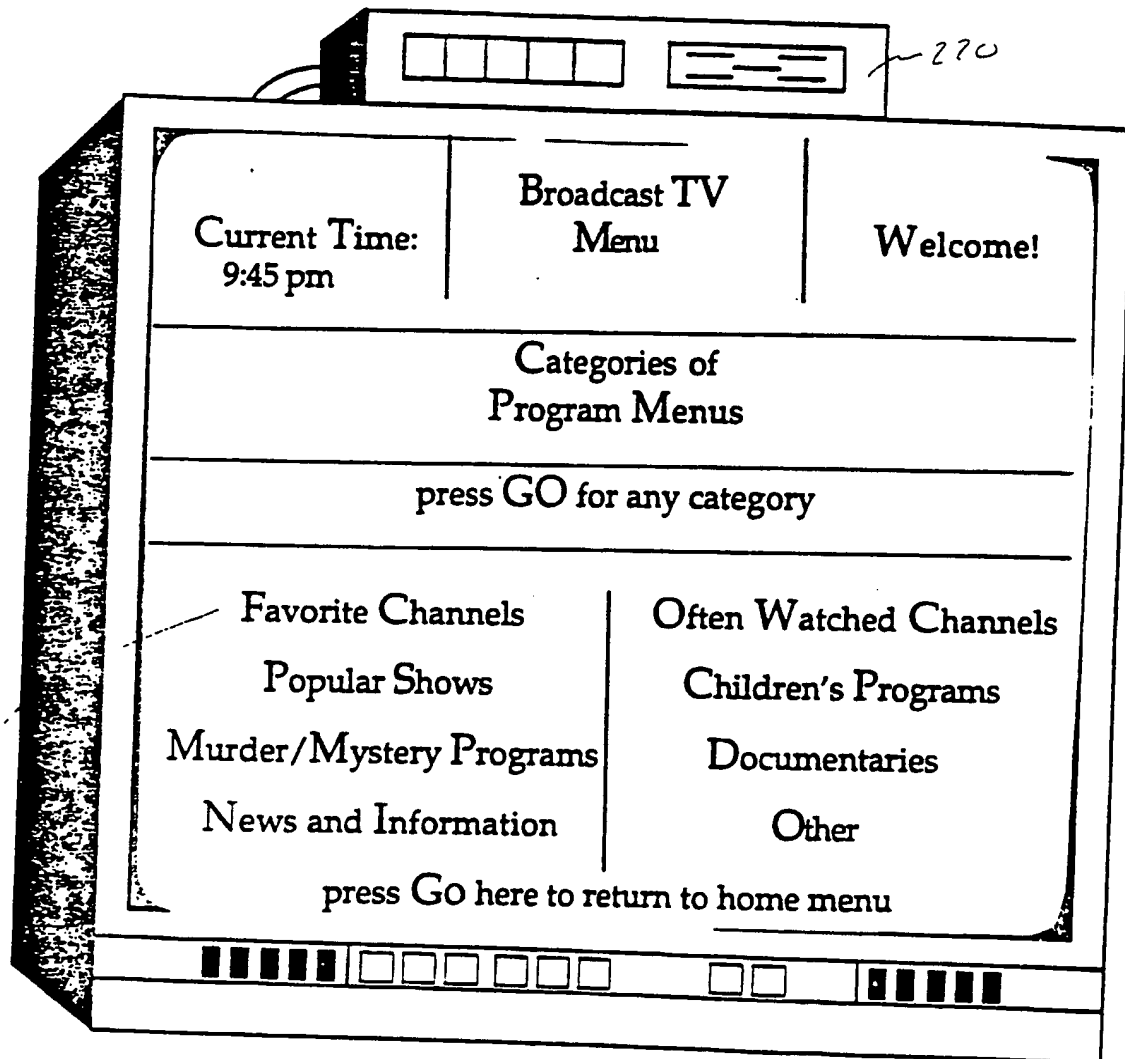 220
Current Time:
9:45 pm
Broadcast TV
Menu
Welcome!
Categories of
Program Menus
press GO for any category
Favorite Channels
Popular Shows
Murder/Mystery Programs
News and Information
Often Watched Channels
Children's Programs
Documentaries
Other
press GO here to return to home menu